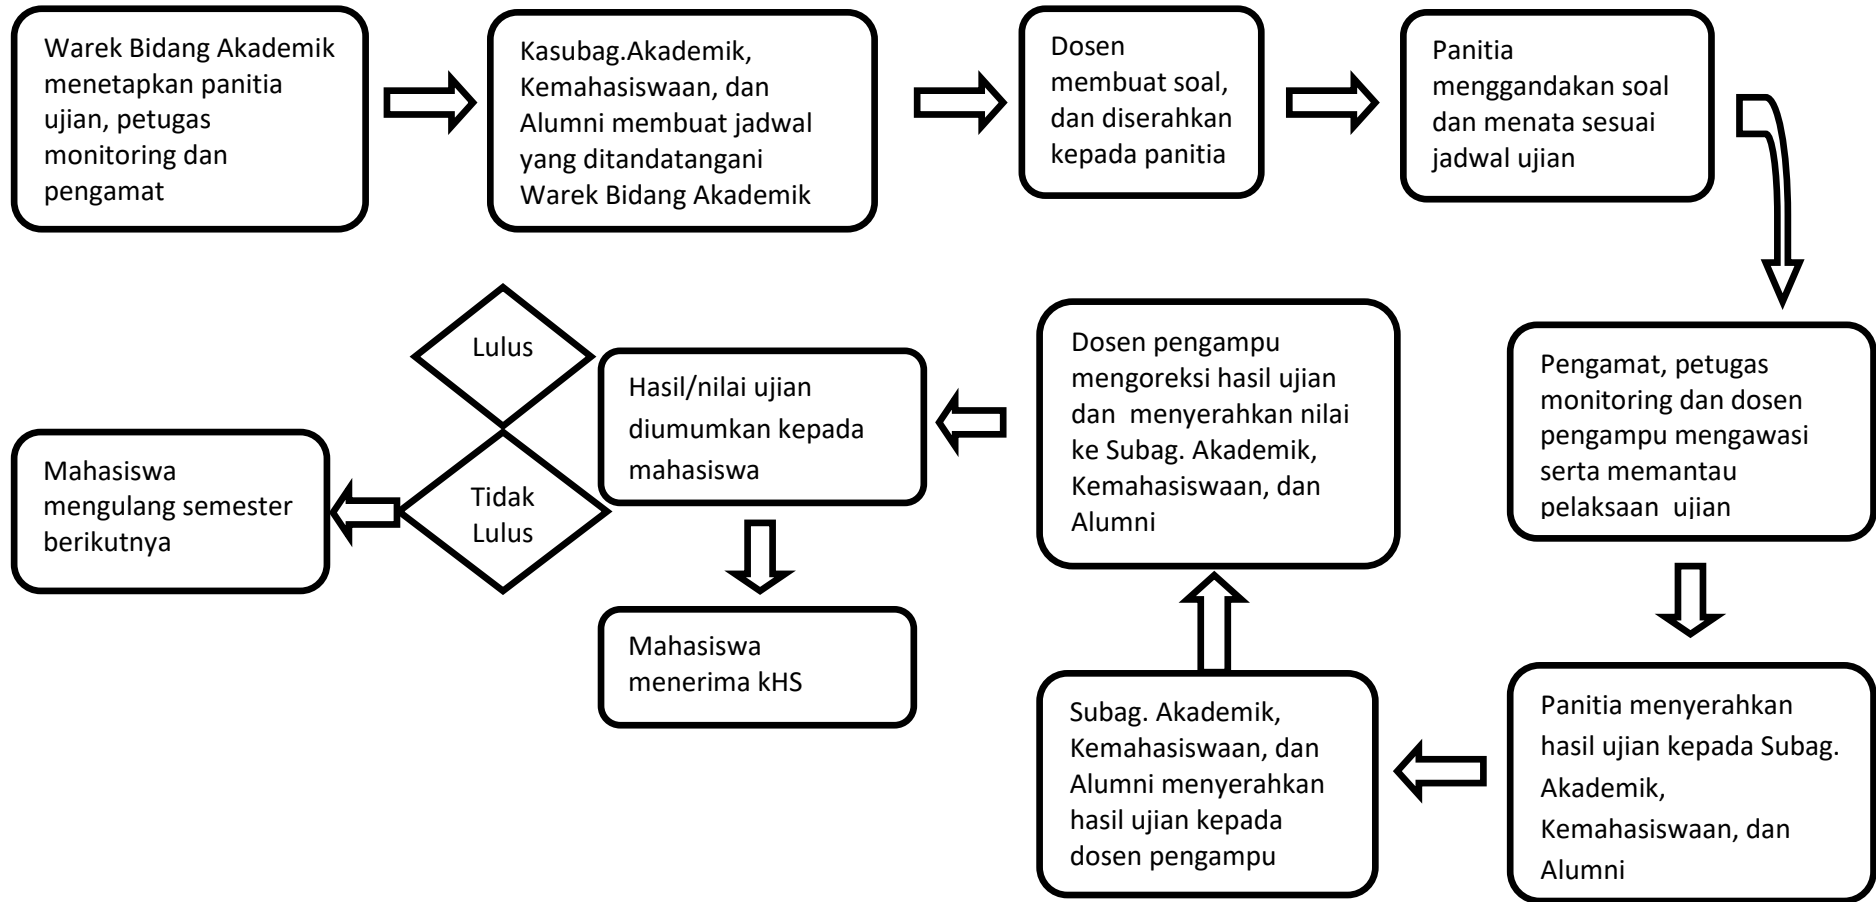 Warek Bidang Akademik
menetapkan panitia
ujian, petugas
monitoring dan
pengamat
Kasubag.Akademik,
Kemahasiswaan, dan
Alumni membuat jadwal
yang ditandatangani
Warek Bidang Akademik
Dosen
membuat soal,
dan diserahkan
kepada panitia
Panitia
menggandakan soal
dan menata sesuai
jadwal ujian
Pengamat, petugas
monitoring dan dosen
pengampu mengawasi
serta memantau
pelaksaan ujian
Panitia menyerahkan
hasil ujian kepada Subag.
Akademik,
Kemahasiswaan, dan
Alumni
Subag. Akademik,
Kemahasiswaan, dan
Alumni menyerahkan
hasil ujian kepada
dosen pengampu
Dosen pengampu
mengoreksi hasil ujian
dan menyerahkan nilai
ke Subag. Akademik,
Kemahasiswaan, dan
Alumni
Hasil/nilai ujian
diumumkan kepada
mahasiswa
Lulus
Tidak
Lulus
Mahasiswa
mengulang semester
berikutnya
Mahasiswa
menerima kHS